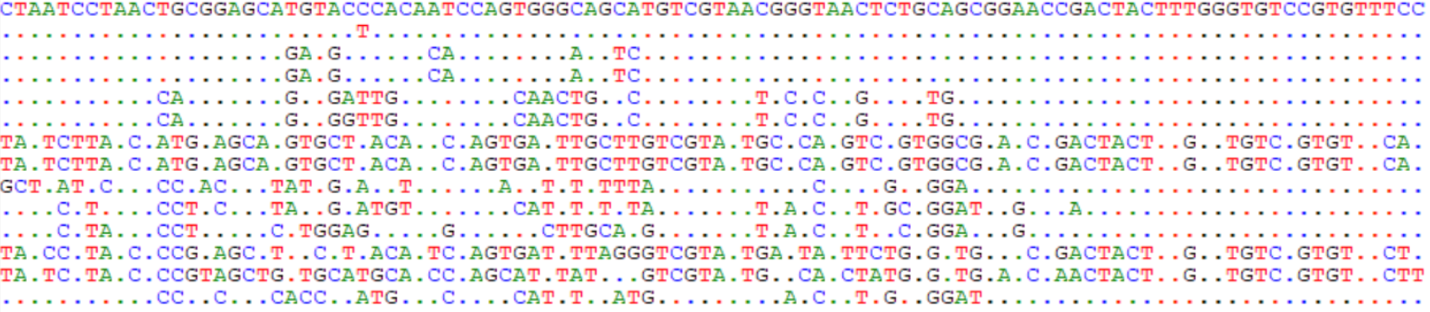 CTAATCCTAACTGCGGAGCATGTACCCACAATCCAGTGGGCAGCATGTCGTAACGGGTAACTCTGCAGCGGAACCGACTACTTTGGGTGTCCGTGTTTCC
.........................T..........................................................................
....................GA.G......CA........A..TC.......................................................
....................GA.G......CA........A..TC.......................................................
...........CA.......G..GATTG........CAACTG..C........T.C.C..G....TG.................................
...........CA.......G..GGTTG........CAACTG..C........T.C.C..G....TG.................................
TA.TCTTA.C.ATG.AGCA.GTGCT.ACA..C.AGTGA.TTGCTTGTCGTA.TGC.CA.GTC.GTGGCG.A.C.GACTACT..G..TGTC.GTGT..CA.
TA.TCTTA.C.ATG.AGCA.GTGCT.ACA..C.AGTGA.TTGCTTGTCGTA.TGC.CA.GTC.GTGGCG.A.C.GACTACT..G..TGTC.GTGT..CA.
GCT.AT.C...CC.AC...TAT.G.A..T......A..T.T.TTTA...........C....G..GGA................................
....C.T....CCT.C...TA..G.ATGT.......CAT.T.T.TA.......T.A.C..T.GC.GGAT..G...A........................
....C.TA...CCT.....C.TGGAG.....G......CTTGCA.G.......T.A.C..T..C.GGA...G............................
TA.CC.TA.C.CCG.AGC.T..C.T.ACA.TC.AGTGAT.TTAGGGTCGTA.TGA.TA.TTCTG.G.TG...C.GACTACT..G..TGTC.GTGT..CT.
TA.TC.TA.C.CCGTAGCTG.TGCATGCA.CC.AGCAT.TAT...GTCGTA.TG..CA.CTATG.G.TG.A.C.AACTACT..G..TGTC.GTGT..CTT
...........CC..C...CACC..ATG...C....CAT.T..ATG.........A.C..T.G..GGAT...............................